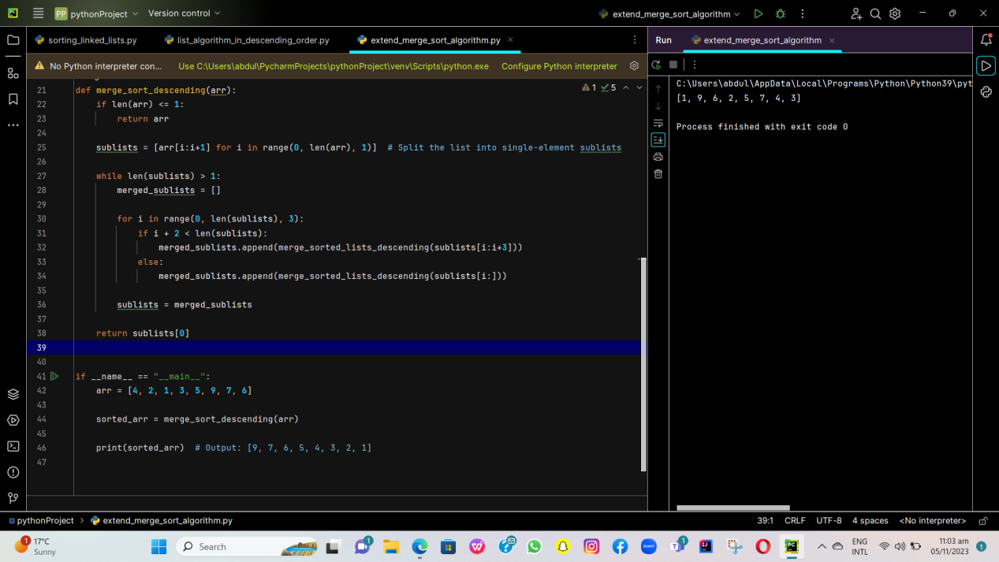 PP pythonProject Version control extend_merge_sort_algorithm
sorting_linked_lists.py list_algorithm_in_descending_order.py extend_merge_sort_algorithm.py
Run extend_merge_sort_algorithm
No Python interpreter con... Use C:\Users\abdul\PycharmProjects\pythonProject\venv\Scripts\python.exe Configure Python interpreter
1 5
21 def merge_sort_descending(arr):
22 if len(arr) <= 1:
23 return arr
24
25 sublists = [arr[i:i+1] for i in range(0, len(arr), 1)] # Split the list into single-element sublists
26
27 while len(sublists) > 1:
28 merged_sublists = []
29
30 for i in range(0, len(sublists), 3):
31 if i + 2 < len(sublists):
32 merged_sublists.append(merge_sorted_lists_descending(sublists[i:i+3]))
33 else:
34 merged_sublists.append(merge_sorted_lists_descending(sublists[i:]))
35
36 sublists = merged_sublists
37
38 return sublists[0]
39
40
41 if __name__ == "__main__":
42 arr = [4, 2, 1, 3, 5, 9, 7, 6]
43
44 sorted_arr = merge_sort_descending(arr)
45
46 print(sorted_arr) # Output: [9, 7, 6, 5, 4, 3, 2, 1]
47
C:\Users\abdul\AppData\Local\Programs\Python\Python39\pyt
[1, 9, 6, 2, 5, 7, 4, 3]
Process finished with exit code 0
pythonProject > extend_merge_sort_algorithm.py 39:1 CRLF UTF-8 4 spaces <No interpreter>
1 17°C
Sunny
Search
1
zoom
1
ENG
INTL
11:03 am
05/11/2023
1